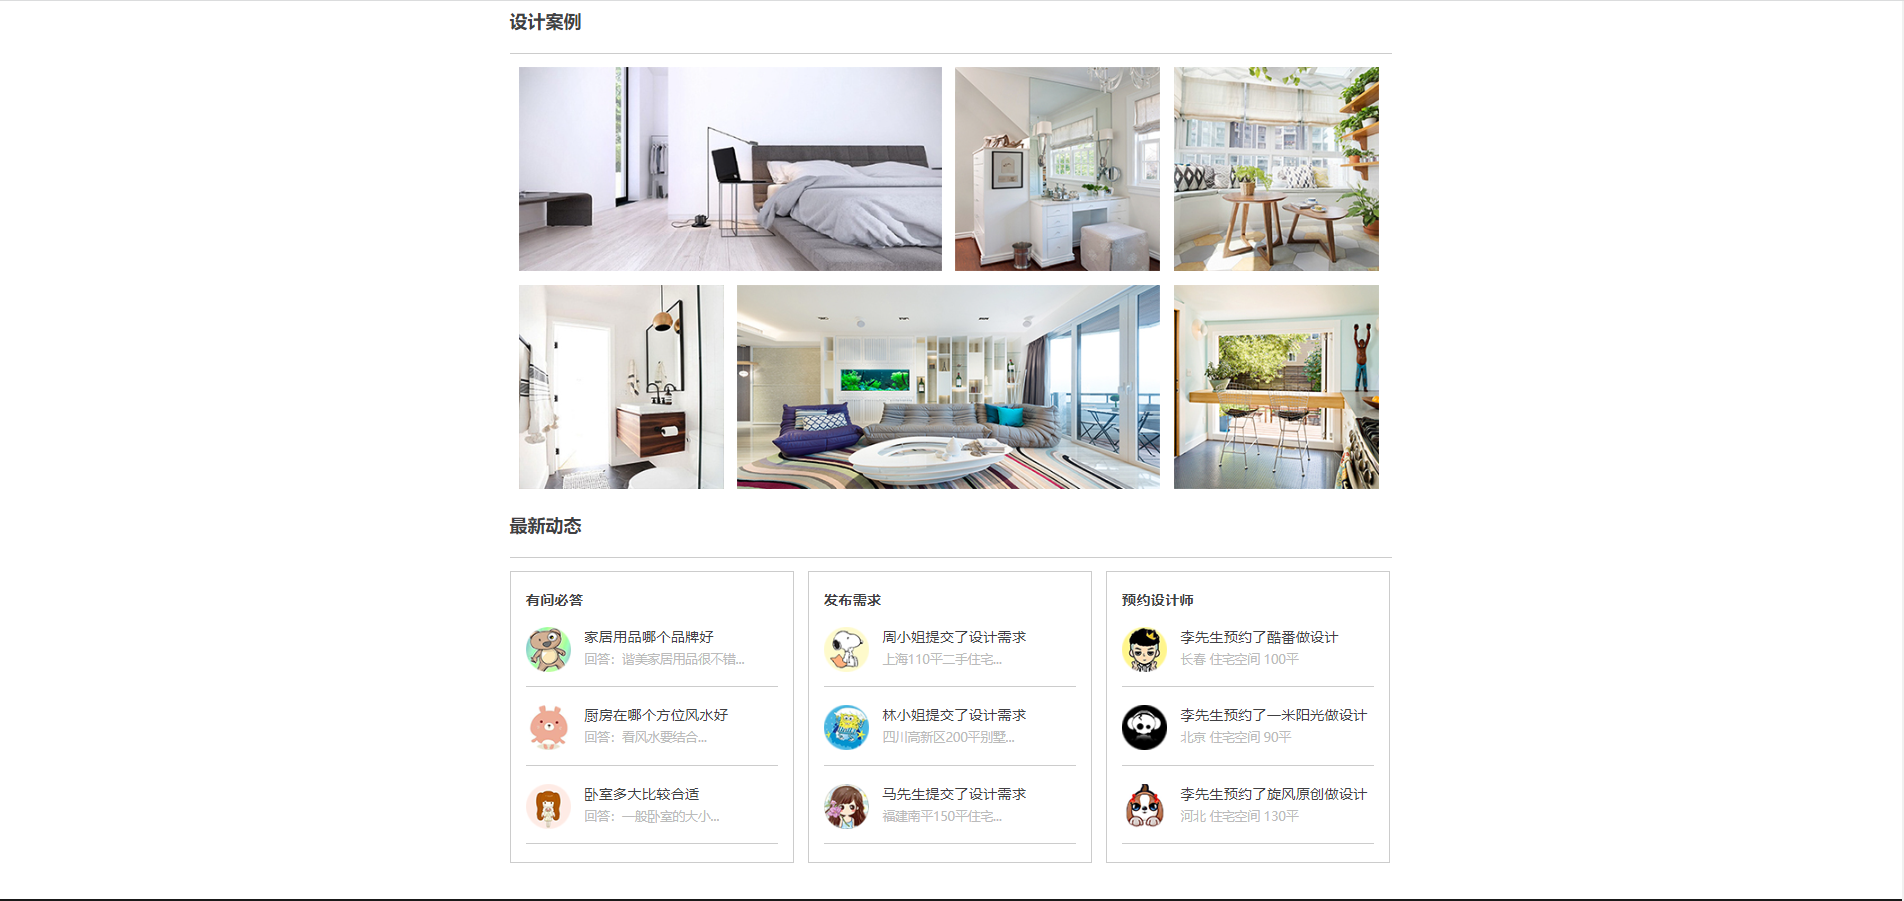 设计案例
最新动态
有问必答
家居用品哪个品牌好
回答：谐美家居用品很不错...
厨房在哪个方位风水好
回答：看风水要结合...
卧室多大比较合适
回答：一般卧室的大小...
发布需求
周小姐提交了设计需求
上海110平二手住宅...
林小姐提交了设计需求
四川高新区200平别墅...
马先生提交了设计需求
福建南平150平住宅...
预约设计师
李先生预约了酷番做设计
长春 住宅空间 100平
李先生预约了一米阳光做设计
北京 住宅空间 90平
李先生预约了旋风原创做设计
河北 住宅空间 130平